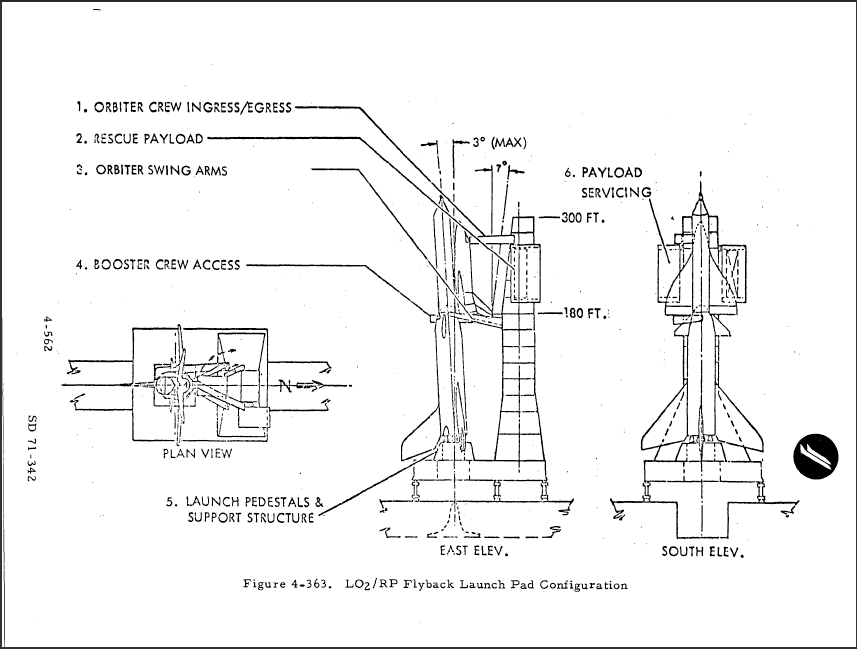 1. ORBITER CREW INGRESS/EGRESS
2. RESCUE PAYLOAD
3. ORBITER SWING ARMS
4. BOOSTER CREW ACCESS
3° (MAX)
7°
6. PAYLOAD
SERVICING
300 FT.
180 FT.
N
PLAN VIEW
5. LAUNCH PEDESTALS &
SUPPORT STRUCTURE
EAST ELEV.
SOUTH ELEV.
Figure 4-363. LO2/RP Flyback Launch Pad Configuration
4-562
SD 71-342